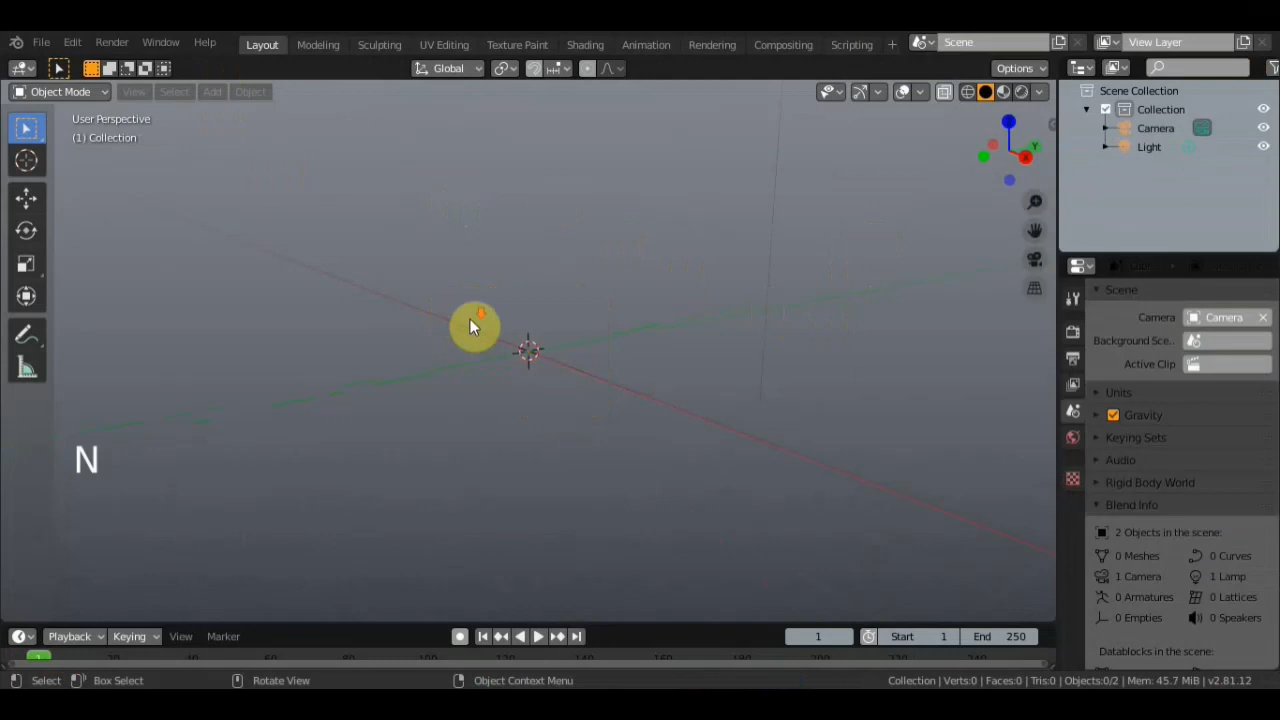 File Edit Render Window Help Layout Modeling Sculpting UV Editing Texture Paint Shading Animation Rendering Compositing Scripting + Scene View Layer
Global Options
Object Mode View Select Add Object
User Perspective
(1) Collection
Scene Collection
Collection
Camera
Light
Y
X
N
Scene
Camera Camera
Background Sce..
Active Clip
Units
Gravity
Keying Sets
Audio
Rigid Body World
Blend Info
2 Objects in the scene:
0 Meshes 0 Curves
1 Camera 1 Lamp
0 Armatures 0 Lattices
0 Empties 0 Speakers
Datablocks in the scene:
Playback Keying View Marker 1 Start 1 End 250
1
Select Box Select Rotate View Object Context Menu Collection | Verts:0 | Faces:0 | Tris:0 | Objects:0/2 | Mem: 45.7 MiB | v2.81.12